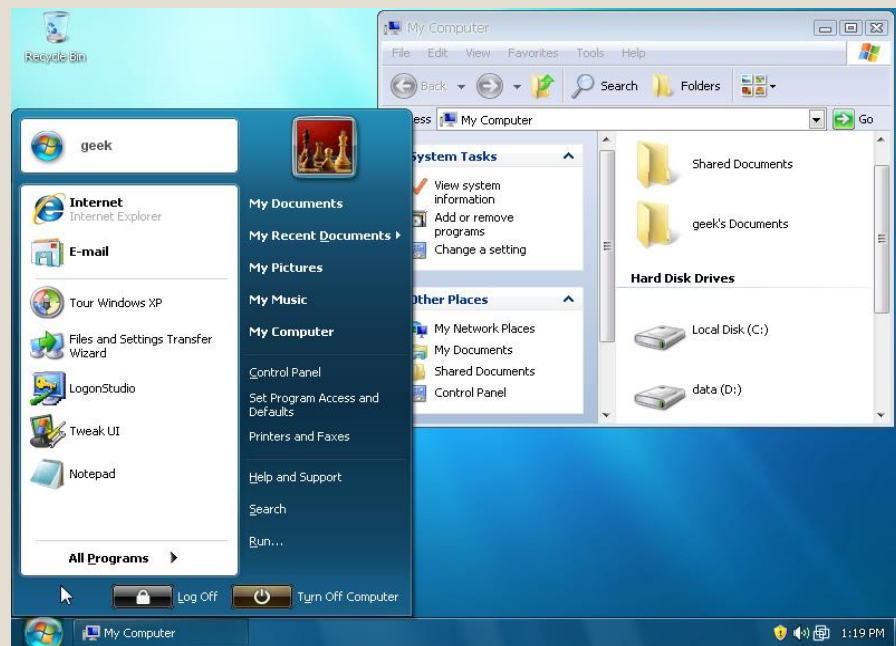 Recycle Bin
My Computer
File Edit View Favorites Tools Help
Back Search Folders
ess My Computer Go
System Tasks
View system
information
Add or remove
programs
Change a setting
Other Places
My Network Places
My Documents
Shared Documents
Control Panel
Shared Documents
geek's Documents
Hard Disk Drives
Local Disk (C:)
data (D:)
geek
Internet
Internet Explorer
E-mail
Tour Windows XP
Files and Settings Transfer
Wizard
LogonStudio
Tweak UI
Notepad
All Programs
My Documents
My Recent Documents
My Pictures
My Music
My Computer
Control Panel
Set Program Access and
Defaults
Printers and Faxes
Help and Support
Search
Run...
Log Off Turn Off Computer
My Computer 1:19 PM